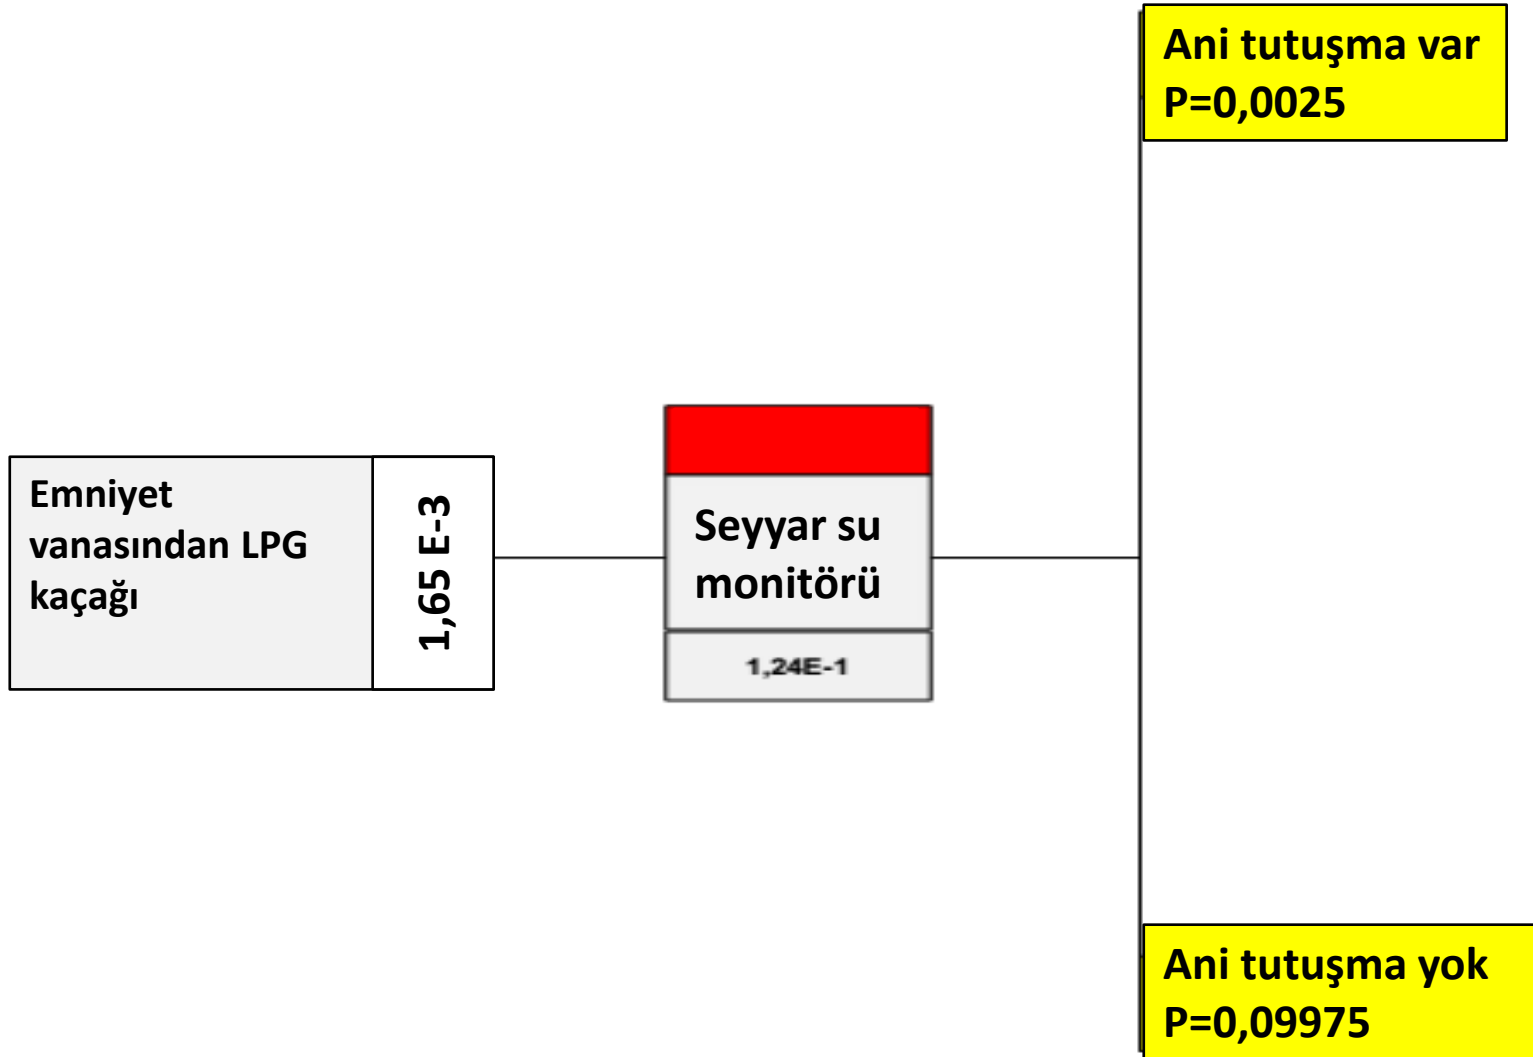 Ani tutuşma var
P=0,0025
Emniyet
vanasından LPG
kaçağı
1,65 E-3
Seyyar su
monitörü
1,24E-1
Ani tutuşma yok
P=0,09975